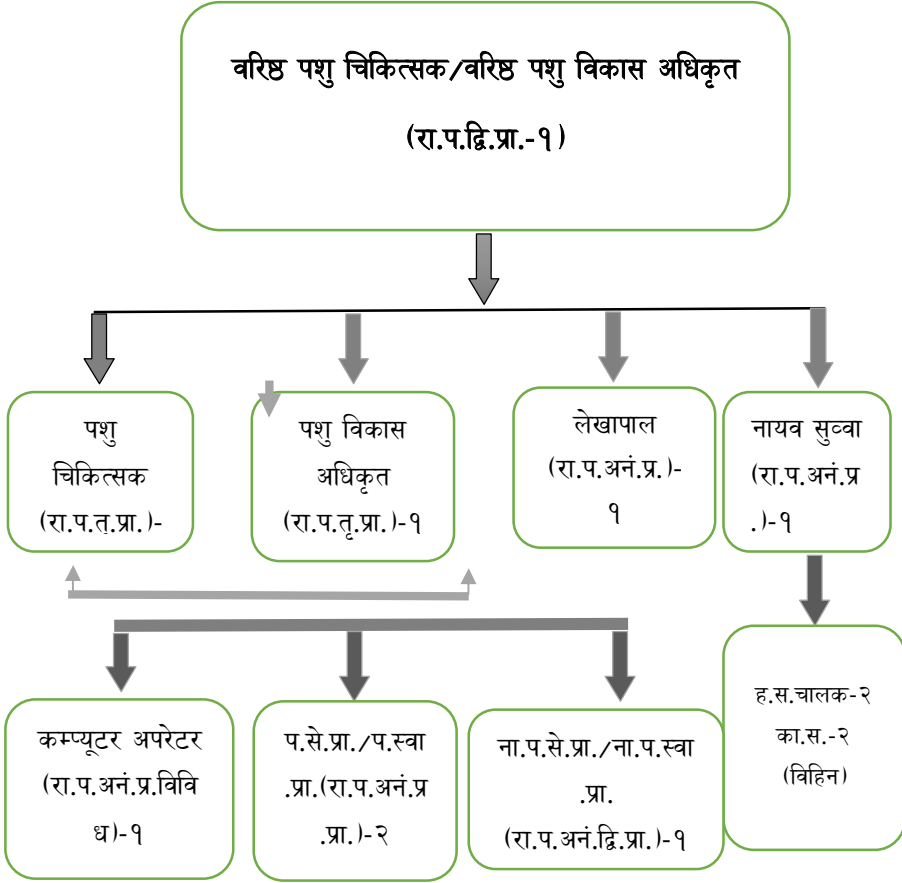 वरिष्ठ पशु चिकित्सक/वरिष्ठ पशु विकास अधिकृत
(रा.प.द्वि.प्रा.-१)
पशु
चिकित्सक
(रा.प.तृ.प्रा.)-
पशु विकास
अधिकृत
(रा.प.तृ.प्रा.)-१
लेखापाल
(रा.प.अनं.प्र.)-
१
नायव सुव्वा
(रा.प.अनं.प्र
.)-१
कम्प्यूटर अपरेटर
(रा.प.अनं.प्र.विवि
ध)-१
प.से.प्रा./प.स्वा
.प्रा.(रा.प.अनं.प्र
.प्रा.)-२
ना.प.से.प्रा./ना.प.स्वा
.प्रा.
(रा.प.अनं.द्वि.प्रा.)-१
ह.स.चालक-२
का.स.-२
(विहिन)